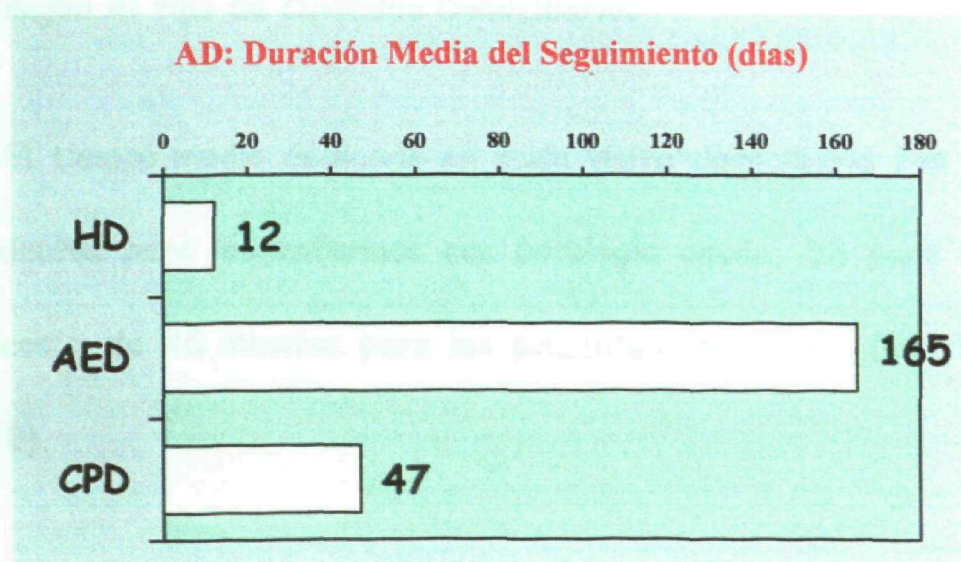 AD: Duración Media del Seguimiento (días)
0 20 40 60 80 100 120 140 160 180
HD 12
AED 165
CPD 47